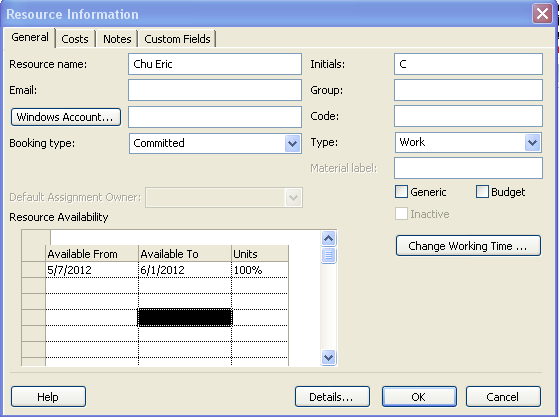 Resource Information
General Costs Notes Custom Fields
Resource name: Chu Eric Initials: C
Email: Group:
Windows Account... Code:
Booking type: Committed Type: Work
Material label:
Default Assignment Owner: Generic Budget
Inactive
Resource Availability
Change Working Time ...
Available From Available To Units
5/7/2012 6/1/2012 100%
Help Details... OK Cancel